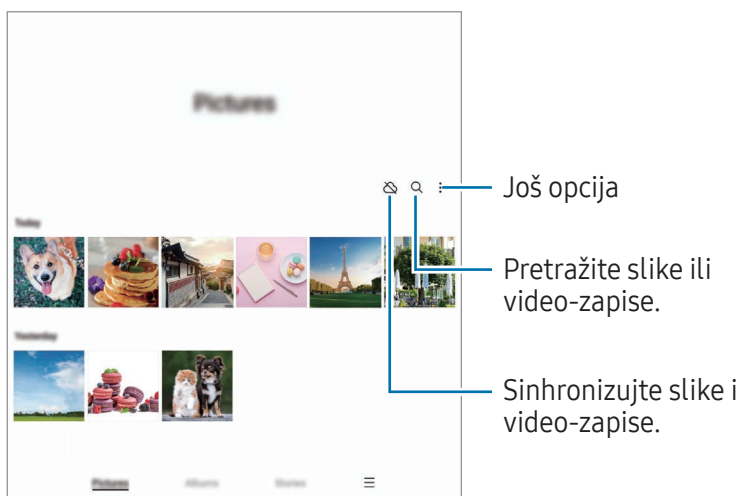 Pictures
Još opcija
Today
Pretražite slike ili
video-zapise.
Yesterday
Sinhronizujte slike i
video-zapise.
Pictures
Albums
Stories